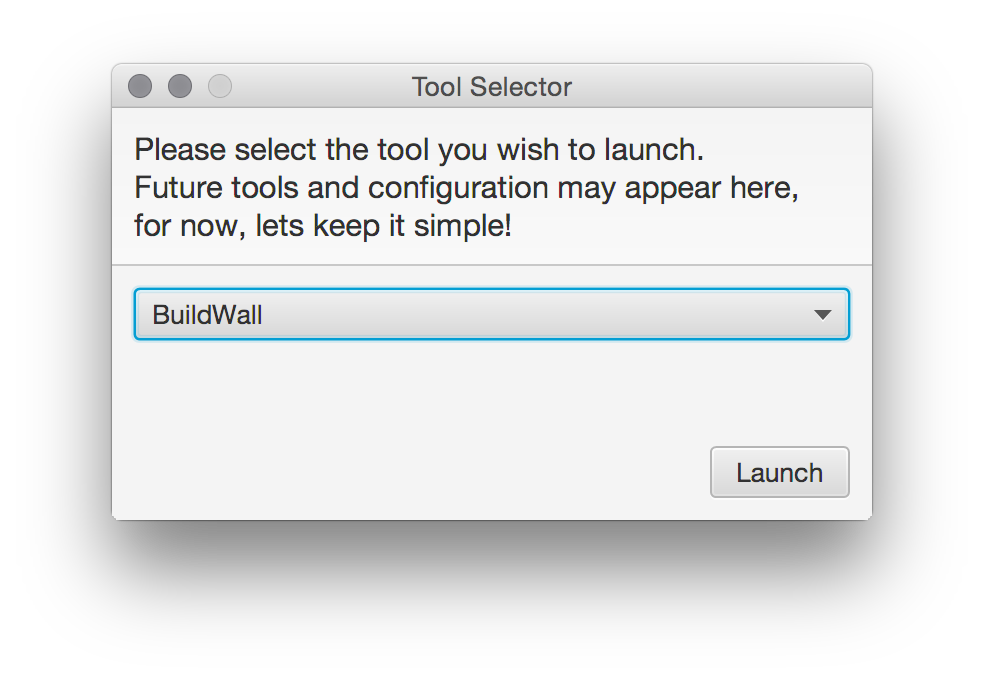 Tool Selector
Please select the tool you wish to launch.
Future tools and configuration may appear here,
for now, lets keep it simple!
BuildWall
Launch